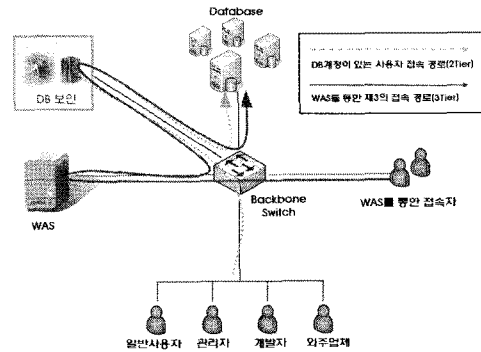 Database
DB 보안
DB계정이 있는 사용자 접속 경로(2Tier)
WAS를 통한 제3의 접속 경로(3Tier)
WAS
Backbone
Switch
WAS를 통한 접속자
일반사용자
관리자
개발자
외주업체